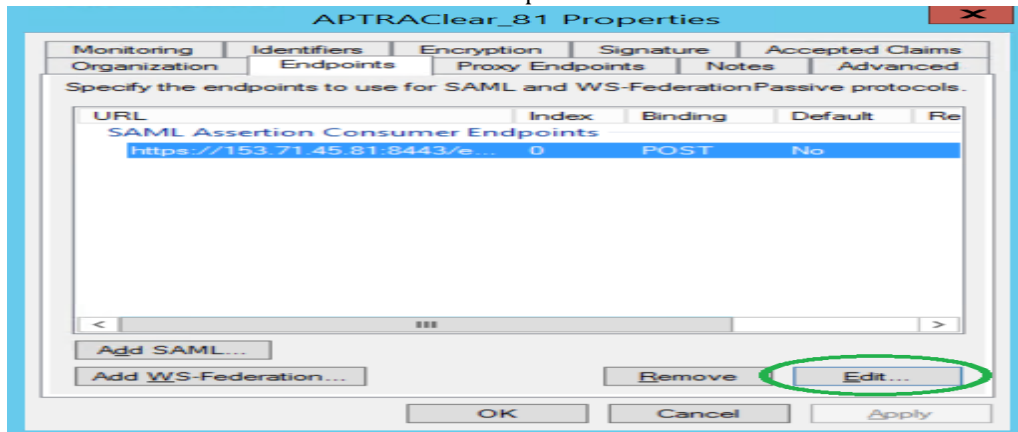 APTRAClear_81 Properties
Monitoring Identifiers Encryption Signature Accepted Claims
Organization Endpoints Proxy Endpoints Notes Advanced
Specify the endpoints to use for SAML and WS-FederationPassive protocols.
URL Index Binding Default Re
SAML Assertion Consumer Endpoints
https://153.71.45.81:8443/e... 0 POST No
Add SAML...
Add WS-Federation... Remove Edit...
OK Cancel Apply